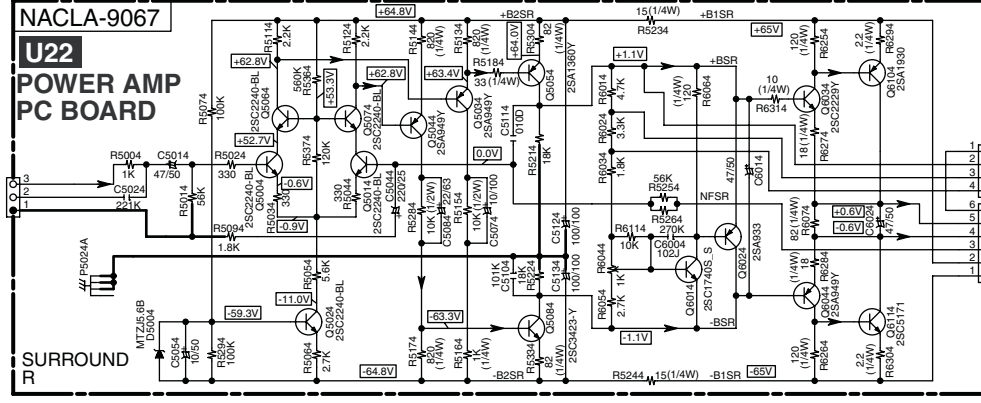 NACLA-9067
U22
POWER AMP
PC BOARD
SURROUND
R
+64.8V
+B2SR
15(1/4W)
R5234
+B1SR
+65V
R5114
2.2K
R5124
2.2K
R5144
820
(1/4W)
R5134
820
(1/4W)
+64.0V
R5304
82
(1/4W)
2SA1360Y
Q5054
120
(1/4W)
R6254
2.2
(1/4W)
R6294
+62.8V
560K
R5364
+53.3V
+62.8V
+63.4V
R5184
33 (1/4W)
+1.1V
+BSR
Q6104
2SA1930
R5074
100K
2SC2240-BL
Q5064
Q5074
2SC2240-BL
Q5044
2SA949Y
Q5034
2SA949Y
C5114
010D
R6014
4.7K
(1/4W)
120
R6064
10
(1/4W)
R6314
Q6034
2SC2229Y
+52.7V
R5374
120K
0.0V
R5214
18K
R6024
3.3K
R6034
1.8K
18 (1/4W)
R6274
3
2
1
R5004
1K
C5014
47/50
R5024
330
C5024
221K
R5014
56K
2SC2240-BL
Q5004
-0.6V
R5034
330
-0.9V
330
R5044
Q5014
2SC2240-BL
C5044
220/25
R5284
10K (1/2W)
C5084
22/63
R5154
10K (1/2W)
C5074
10/100
56K
R5254
NFSR
R5264
270K
47/50
C6014
R5094
1.8K
C5124
100/100
R6114
10K
C6004
102J
Q6024
2SA933
82 (1/4W)
R6074
+0.6V
-0.6V
C6024
47/50
P5024A
R5054
5.6K
101K
C5104
18K
R5224
C5134
100/100
R6044
1K
R6054
2.7K
Q6014
2SC1740S_S
(1/4W)
18
R6284
Q6044
2SA949Y
-11.0V
-59.3V
Q5024
2SC2240-BL
-63.3V
Q5084
2SC3423-Y
-1.1V
-BSR
Q6114
2SC5171
MTZJ5.6B
D5004
C5054
10/50
R5294
100K
R5064
2.7K
R5174
820
(1/4W)
R5164
1K
(1/4W)
R5334
82
(1/4W)
120
(1/4W)
R6264
2.2
(1/4W)
R6304
-64.8V
-B2SR
R5244
15(1/4W)
-B1SR
-65V
1
2
3
4
6
5
4
3
2
1